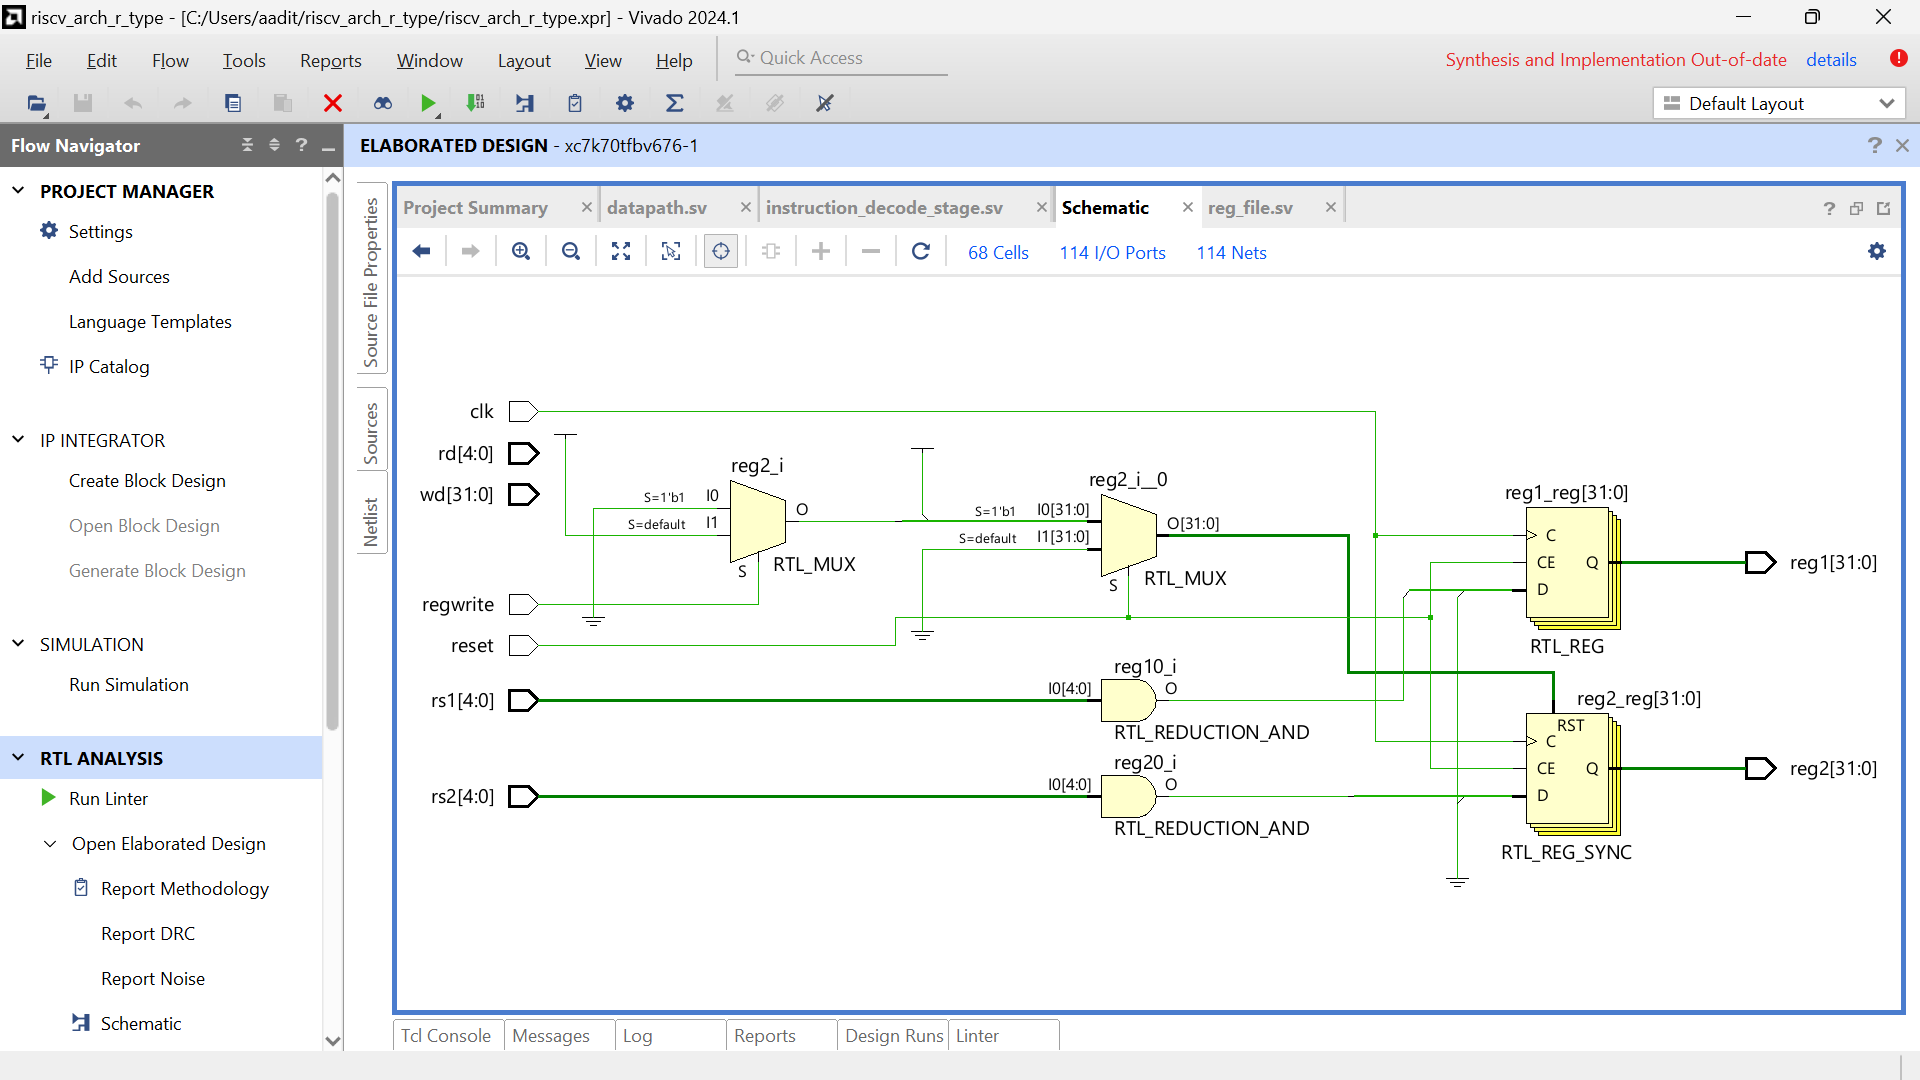 riscv_arch_r_type - [C:/Users/aadit/riscv_arch_r_type/riscv_arch_r_type.xpr] - Vivado 2024.1
File Edit Flow Tools Reports Window Layout View Help Quick Access
Synthesis and Implementation Out-of-date details
Default Layout
Flow Navigator
PROJECT MANAGER
Settings
Add Sources
Language Templates
IP Catalog
IP INTEGRATOR
Create Block Design
Open Block Design
Generate Block Design
SIMULATION
Run Simulation
RTL ANALYSIS
Run Linter
Open Elaborated Design
Report Methodology
Report DRC
Report Noise
Schematic
ELABORATED DESIGN - xc7k70tfbv676-1
Source File Properties
Sources
Netlist
Project Summary datapath.sv instruction_decode_stage.sv Schematic reg_file.sv
68 Cells 114 I/O Ports 114 Nets
clk
rd[4:0]
wd[31:0]
regwrite
reset
rs1[4:0]
rs2[4:0]
reg2_i
S=1'b1 I0
S=default I1
O
S
RTL_MUX
reg2_i__0
S=1'b1 I0[31:0]
S=default I1[31:0]
O[31:0]
S
RTL_MUX
reg10_i
I0[4:0] O
RTL_REDUCTION_AND
reg20_i
I0[4:0] O
RTL_REDUCTION_AND
reg1_reg[31:0]
C
CE Q
D
RTL_REG
reg1[31:0]
reg2_reg[31:0]
RST
C
CE Q
D
RTL_REG_SYNC
reg2[31:0]
Tcl Console Messages Log Reports Design Runs Linter